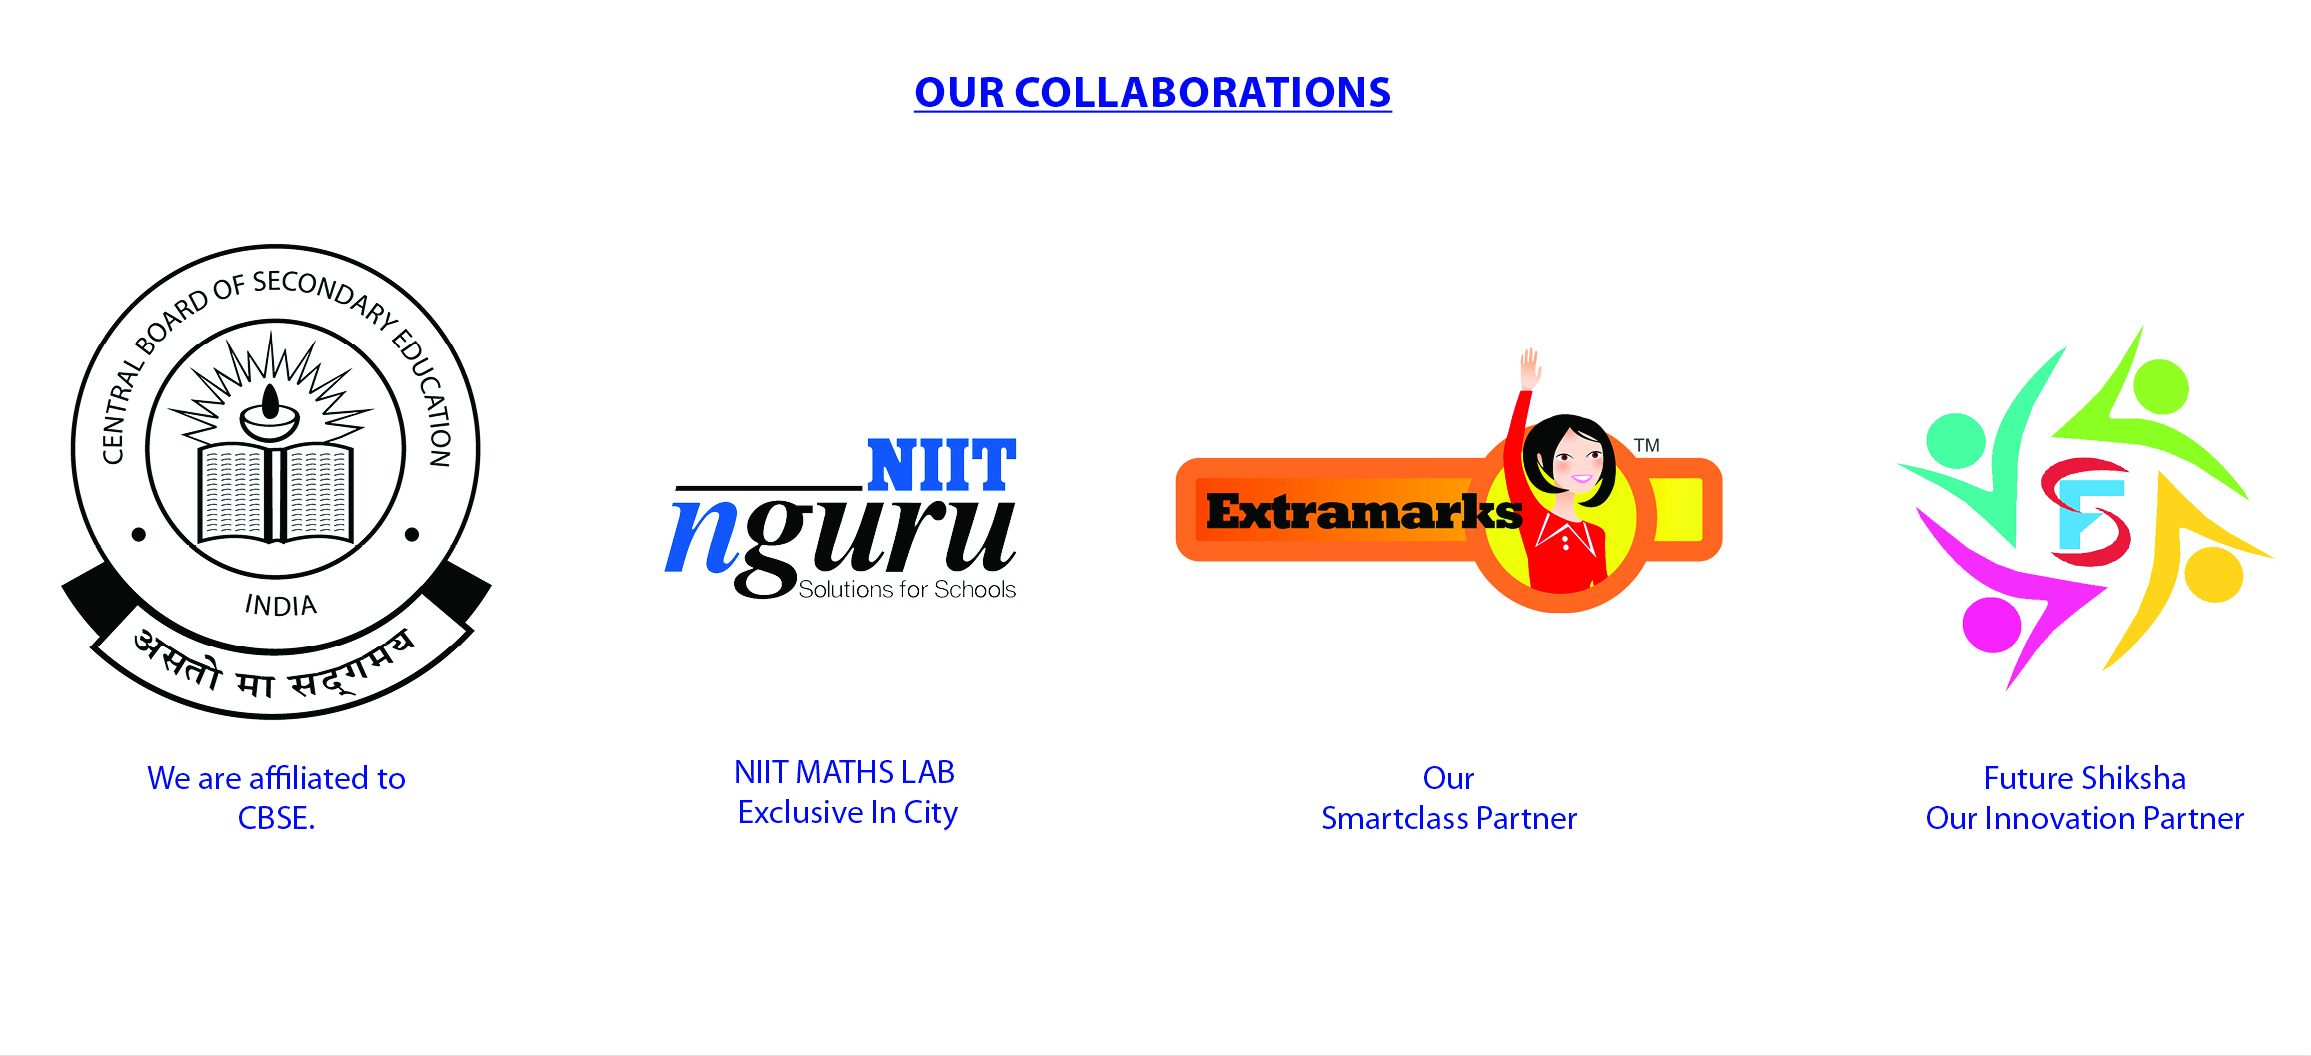 OUR COLLABORATIONS
CENTRAL BOARD OF SECONDARY EDUCATION
INDIA
असतो मा सद्गमय
We are affiliated to
CBSE.
NIIT
nguru
Solutions for Schools
NIIT MATHS LAB
Exclusive In City
Extramarks
TM
Our
Smartclass Partner
FS
Future Shiksha
Our Innovation Partner